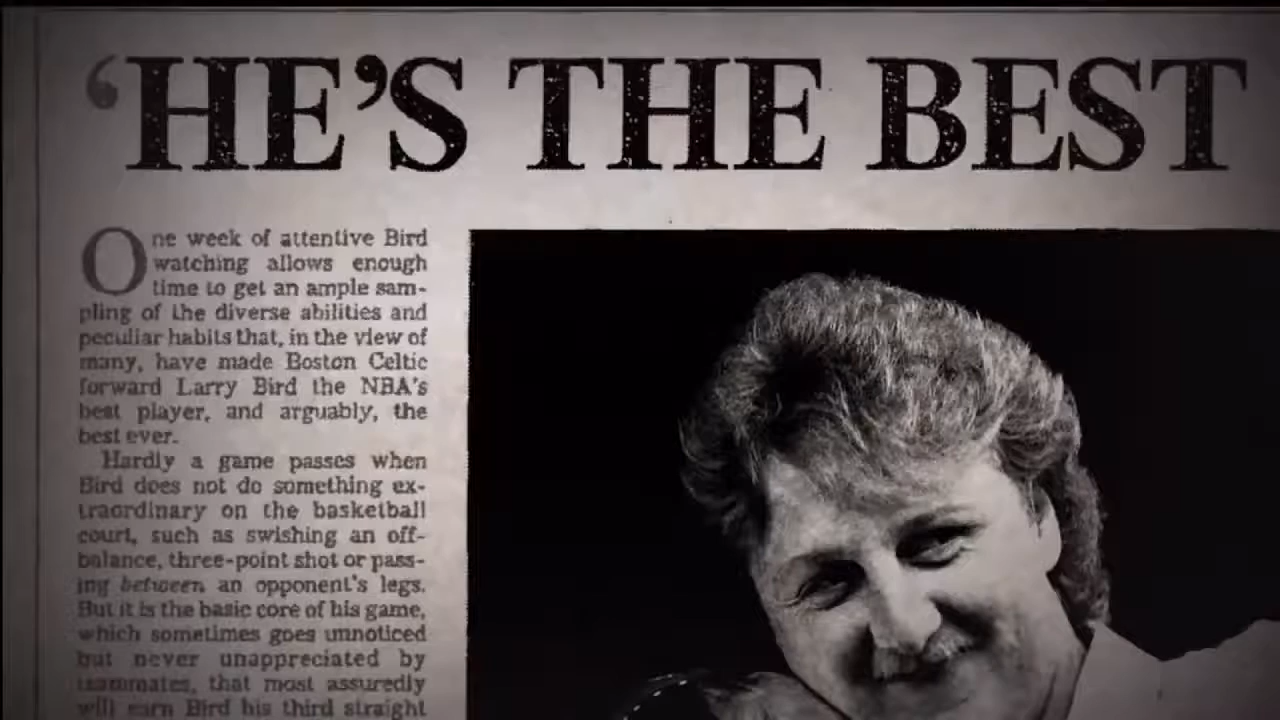 ‘HE’S THE BEST
One week of attentive Bird
watching allows enough
time to get an ample sam-
pling of the diverse abilities and
peculiar habits that, in the view of
many, have made Boston Celtic
forward Larry Bird the NBA's
best player, and arguably, the
best ever.
Hardly a game passes when
Bird does not do something ex-
traordinary on the basketball
court, such as swishing an off-
balance, three-point shot or pass-
ing between an opponent's legs.
But it is the basic core of his game,
which sometimes goes unnoticed
but never unappreciated by
teammates, that most assuredly
will earn Bird his third straight